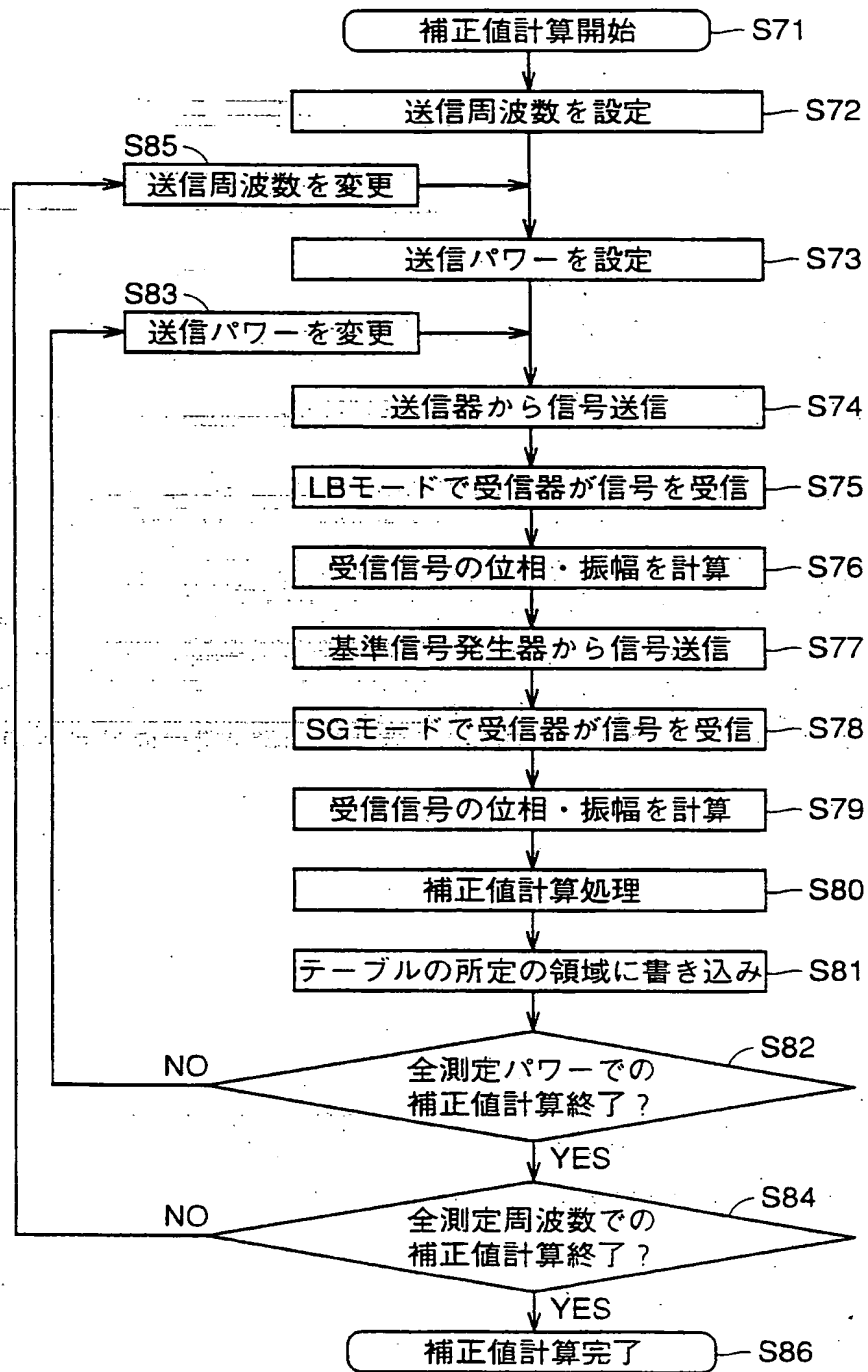 補正値計算開始 S71
送信周波数を設定 S72
S85
送信周波数を変更
送信パワーを設定 S73
S83
送信パワーを変更
送信器から信号送信 S74
LBモードで受信器が信号を受信 S75
受信信号の位相・振幅を計算 S76
基準信号発生器から信号送信 S77
SGモードで受信器が信号を受信 S78
受信信号の位相・振幅を計算 S79
補正値計算処理 S80
テーブルの所定の領域に書き込み S81
S82
NO
全測定パワーでの
補正値計算終了?
YES
S84
NO
全測定周波数での
補正値計算終了?
YES
補正値計算完了 S86